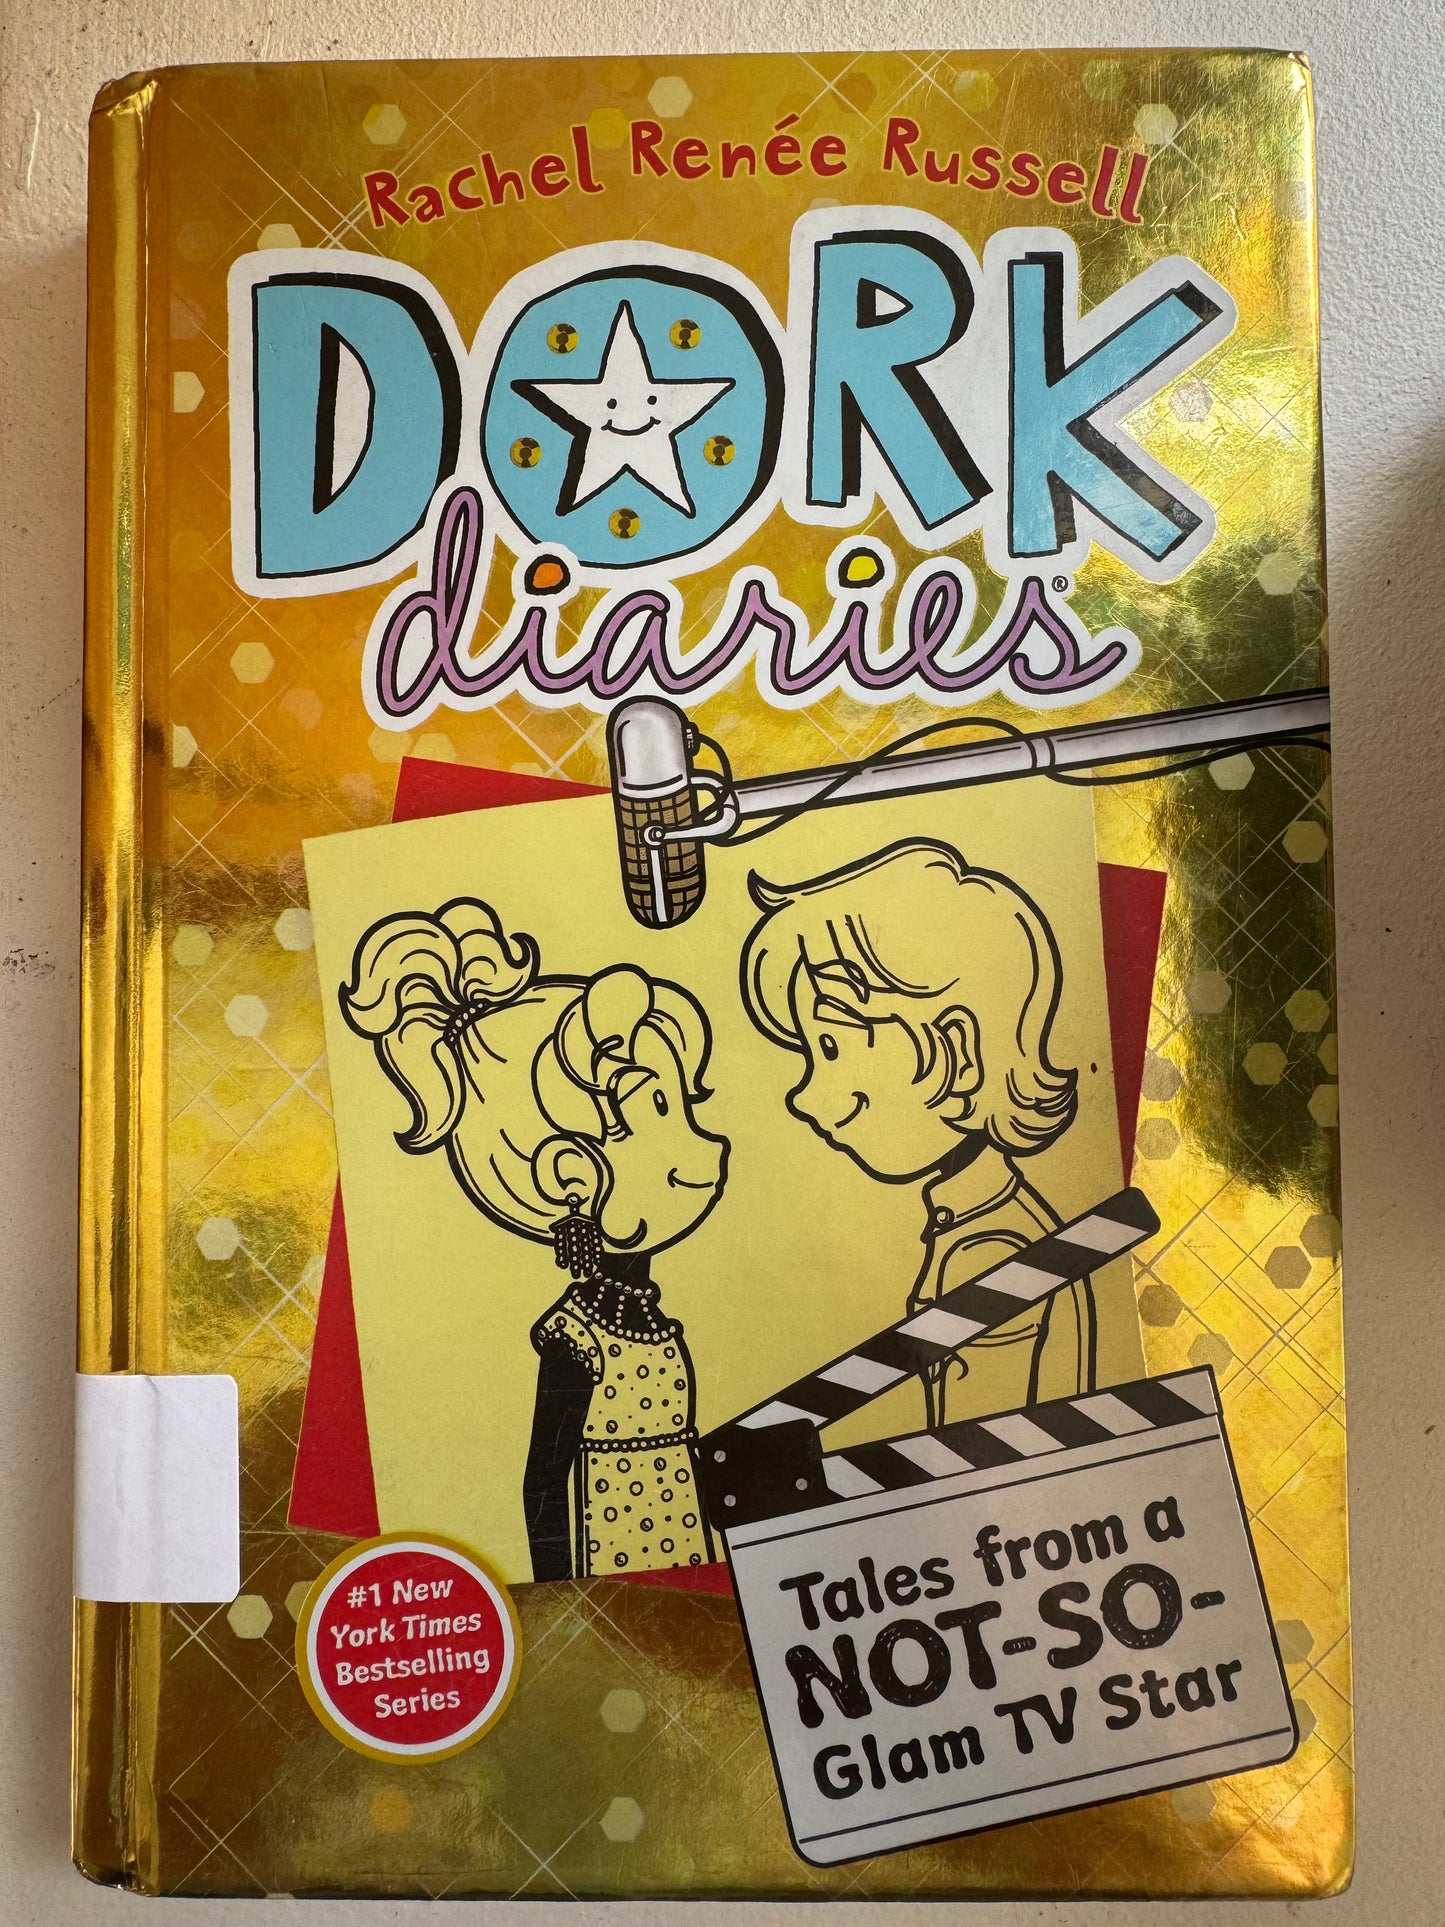 Rachel Renée Russell
DORK
diaries®
#1 New
York Times
Bestselling
Series
Tales from a
NOT-SO-
Glam TV Star